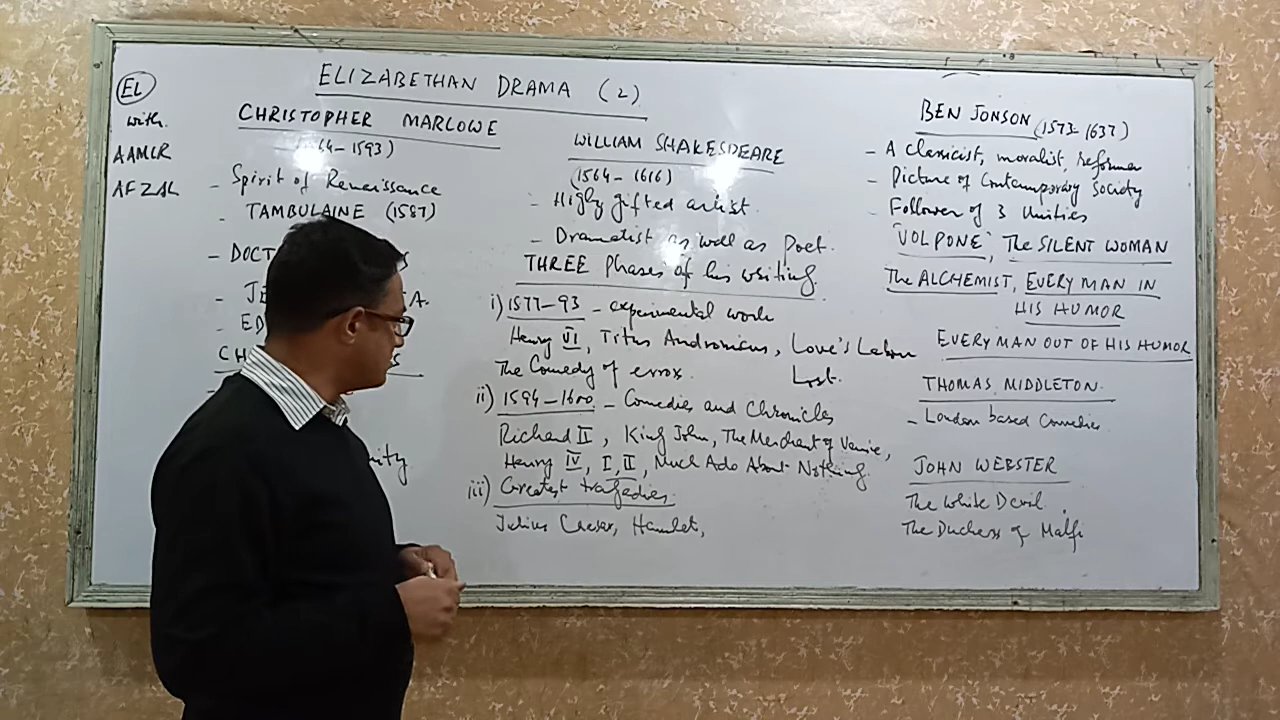 ELIZABETHAN DRAMA (2)
EL
with
AAMIR
AFZAL
CHRISTOPHER MARLOWE
64-1593)
- Spirit of Renaissance
- TAMBULAINE (1587)
- DOCT
- JE A.
- ED
CH S
WILLIAM SHAKESPEARE
(1564-1616)
- Highly gifted artist.
- Dramatist as well as Poet.
THREE Phases of his writing.
i) 1577-93 - experimental work
Henry VI, Titus Andronicus, Love's Labour
Lost.
The Comedy of error.
ii) 1594-1600 - Comedies and Chronicles
Richard II, King John, The Merchant of Venice,
Henry IV, I, II, Much Ado About Nothing.
iii) Greatest tragedies.
Julius Caesar, Hamlet,
BEN JONSON (1573-1637)
- A Classicist, moralist, reformer
- Picture of Contemporary Society
- Follower of 3 Unities
'VOLPONE', The SILENT WOMAN
The ALCHEMIST, EVERY MAN IN
HIS HUMOR
EVERY MAN OUT OF HIS HUMOR
THOMAS MIDDLETON.
- London based Comedies
JOHN WEBSTER
The White Devil.
The Duchess of Malfi